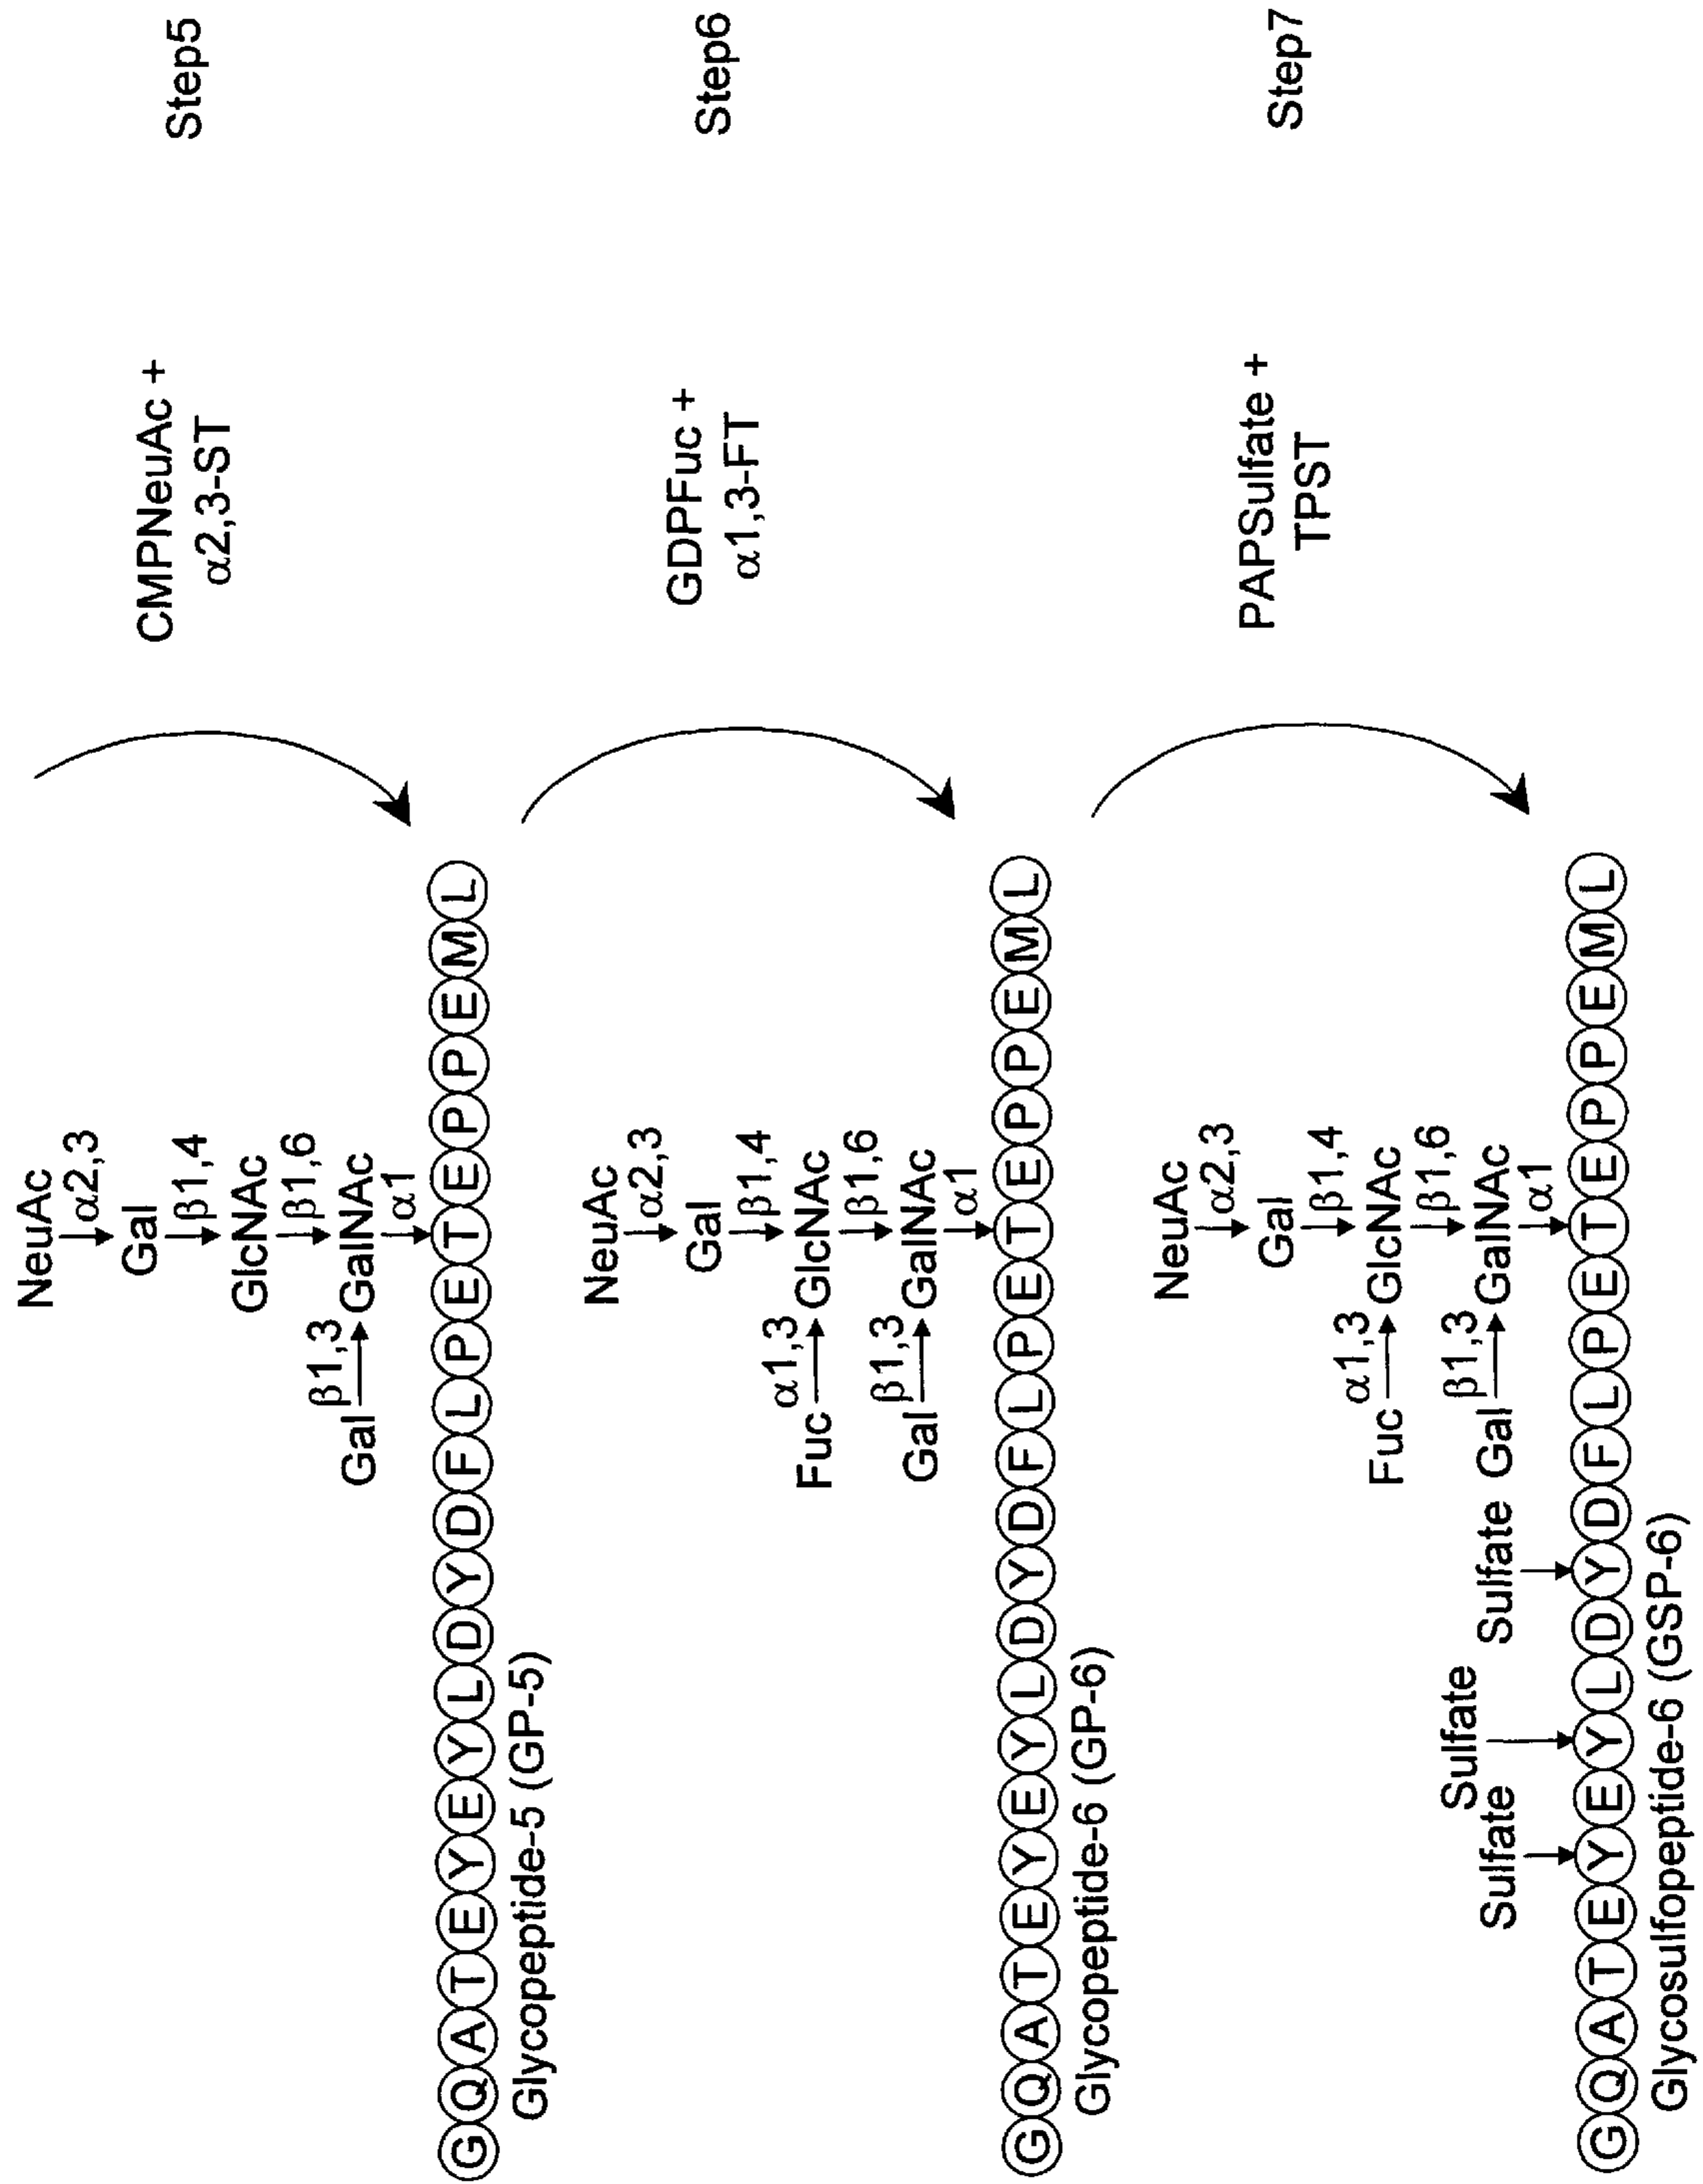 NeuAc
α2,3
Gal
β1,4
GlcNAc
β1,6
Gal β1,3 GalNAc
α1
GQATEYEYLDYDFLPETEPPEML
Glycopeptide-5 (GP-5)
CMPNeuAc +
α2,3-ST
Step5
NeuAc
α2,3
Gal
β1,4
Fuc α1,3 GlcNAc
β1,6
Gal β1,3 GalNAc
α1
GQATEYEYLDYDFLPETEPPEML
Glycopeptide-6 (GP-6)
GDPFuc +
α1,3-FT
Step6
NeuAc
α2,3
Gal
β1,4
Fuc α1,3 GlcNAc
β1,6
Sulfate
Sulfate Sulfate Gal β1,3 GalNAc
α1
GQATEYEYLDYDFLPETEPPEML
Glycosulfopeptide-6 (GSP-6)
PAPSulfate +
TPST
Step7